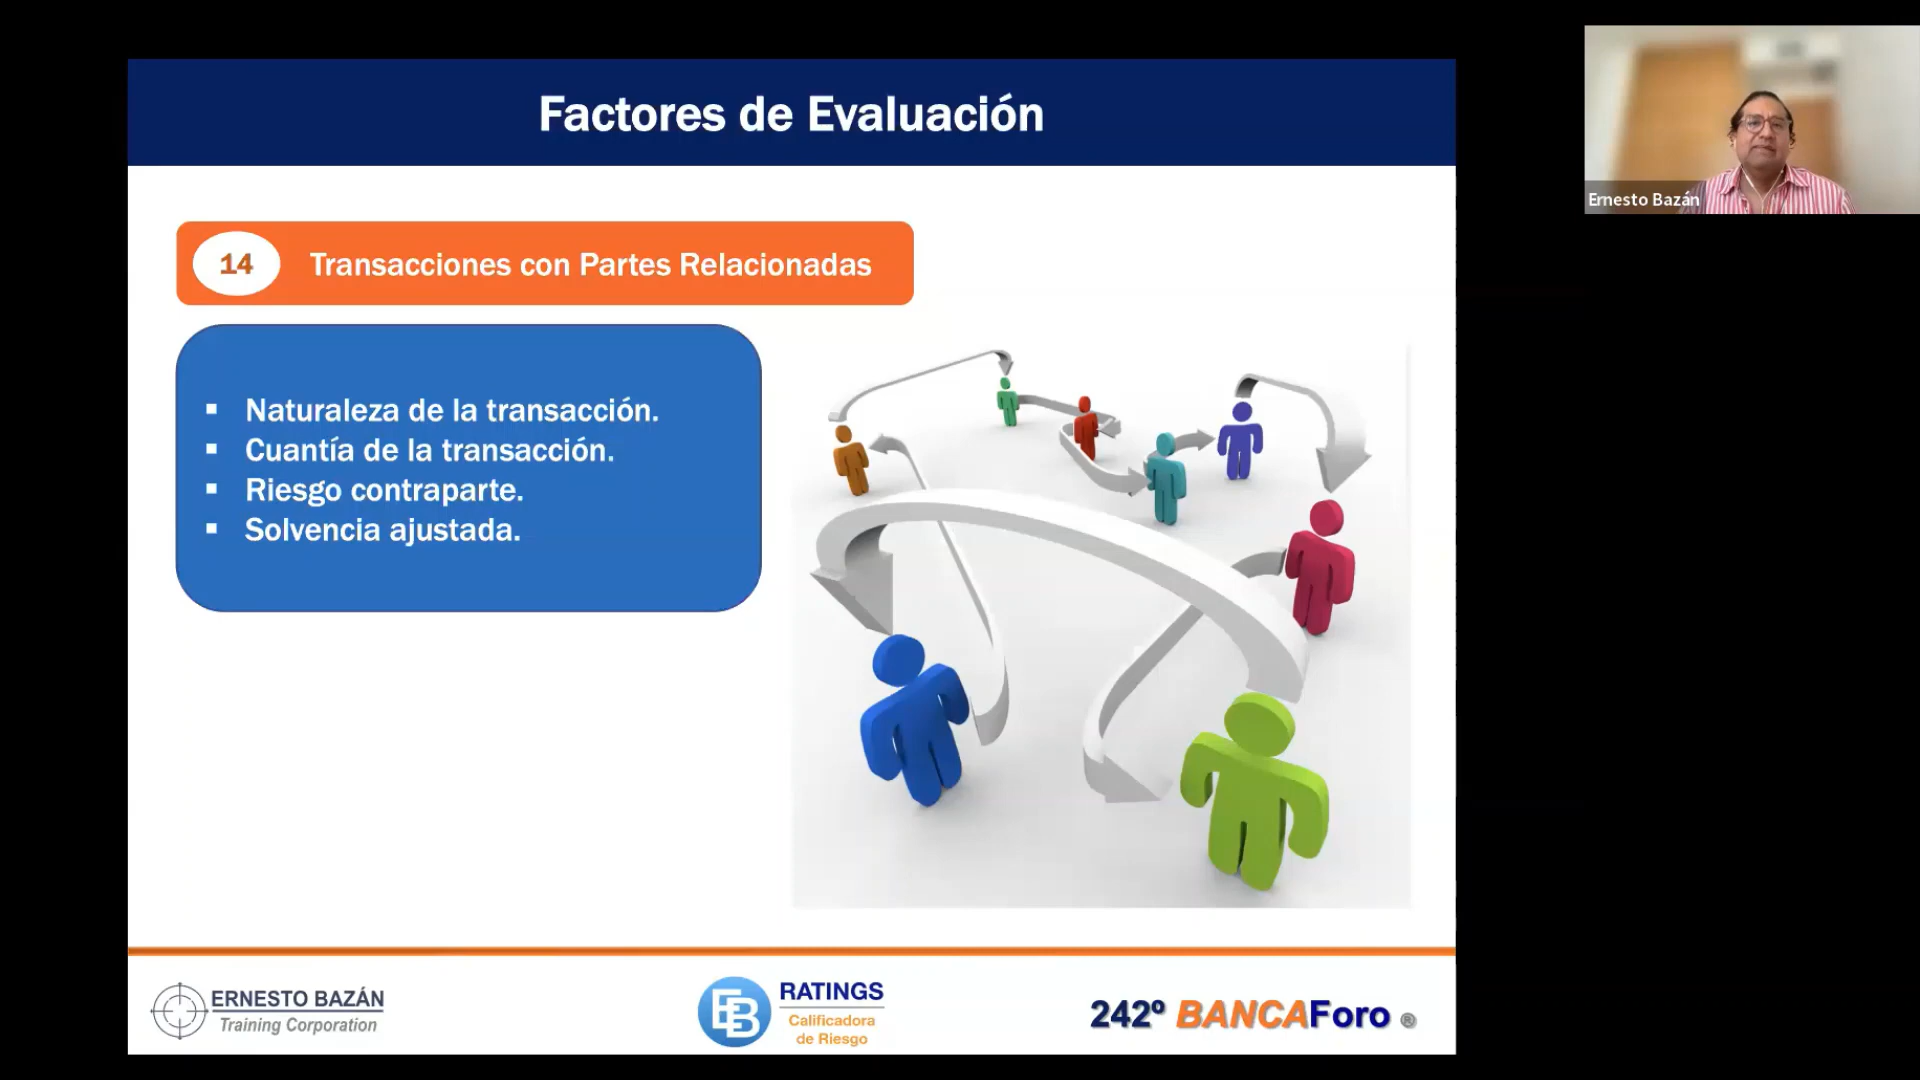 Factores de Evaluación
Ernesto Bazán
14 Transacciones con Partes Relacionadas
▪ Naturaleza de la transacción.
▪ Cuantía de la transacción.
▪ Riesgo contraparte.
▪ Solvencia ajustada.
ERNESTO BAZÁN
Training Corporation
EB
RATINGS
Calificadora
de Riesgo
242º BANCAForo ®